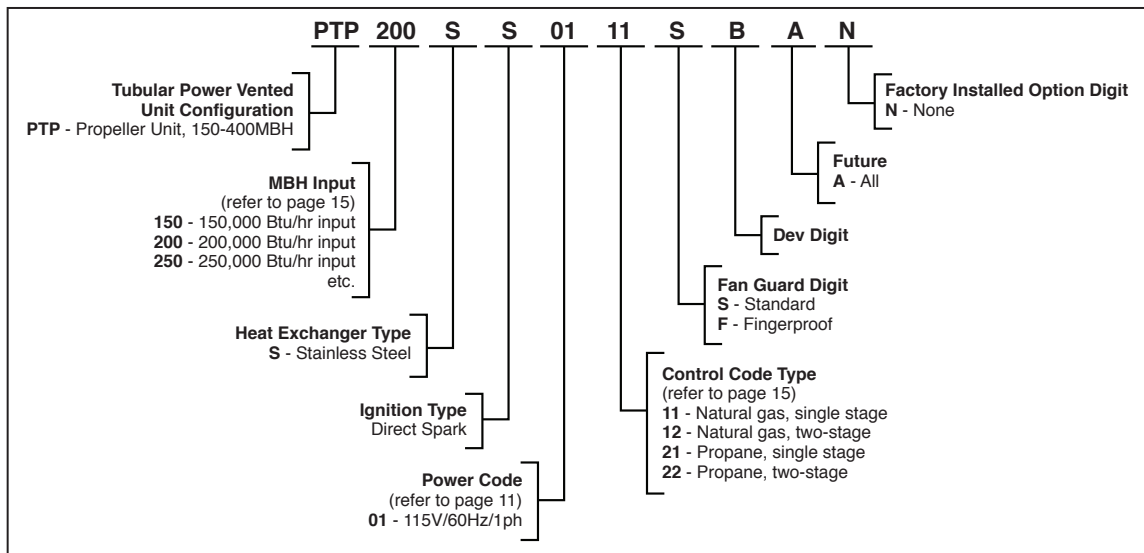 PTP 200 S S 01 11 S B A N
Tubular Power Vented
Unit Configuration
PTP - Propeller Unit, 150-400MBH
MBH Input
(refer to page 15)
150 - 150,000 Btu/hr input
200 - 200,000 Btu/hr input
250 - 250,000 Btu/hr input
etc.
Heat Exchanger Type
S - Stainless Steel
Ignition Type
Direct Spark
Power Code
(refer to page 11)
01 - 115V/60Hz/1ph
Factory Installed Option Digit
N - None
Future
A - All
Dev Digit
Fan Guard Digit
S - Standard
F - Fingerproof
Control Code Type
(refer to page 15)
11 - Natural gas, single stage
12 - Natural gas, two-stage
21 - Propane, single stage
22 - Propane, two-stage